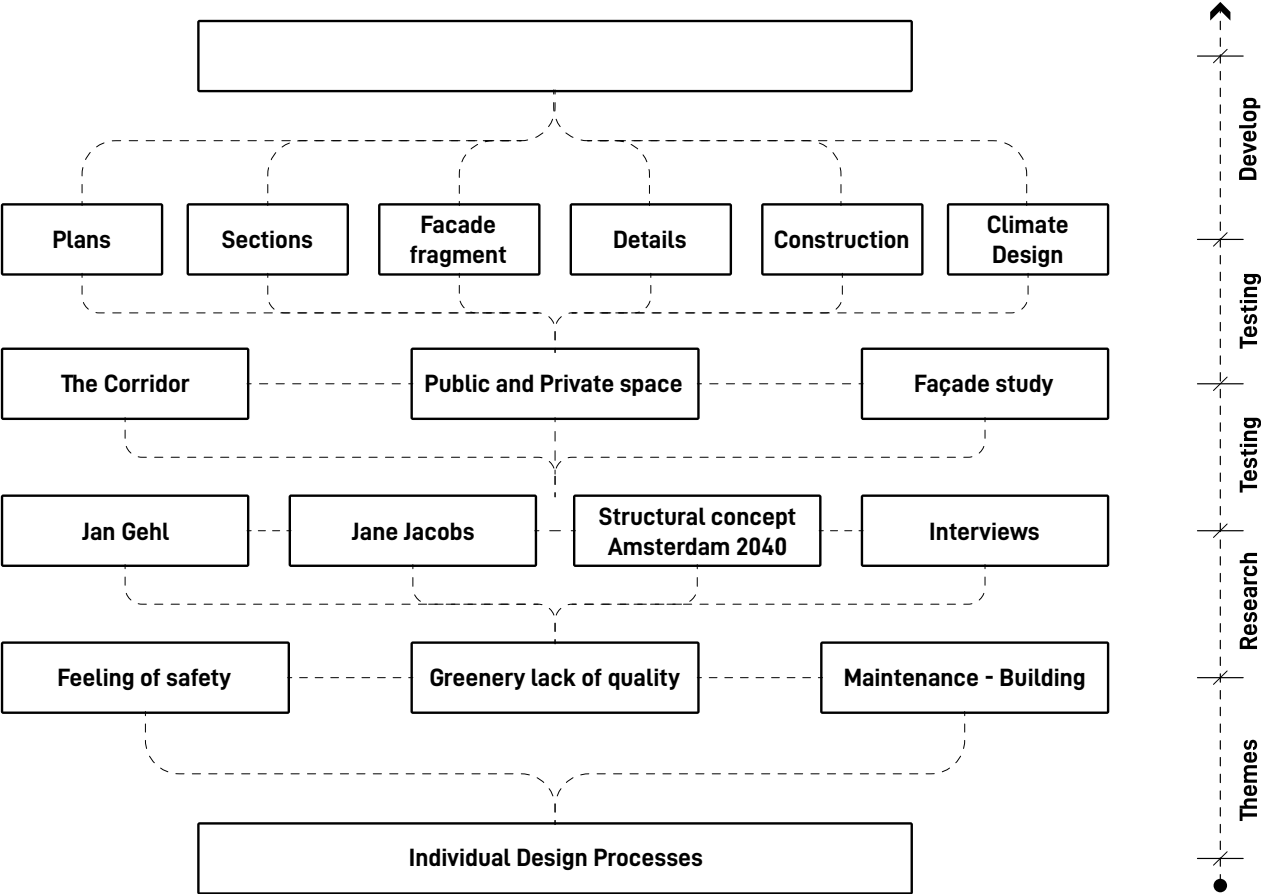 Plans
Sections
Facade
fragment
Details
Construction
Climate
Design
The Corridor
Public and Private space
Façade study
Jan Gehl
Jane Jacobs
Structural concept
Amsterdam 2040
Interviews
Feeling of safety
Greenery lack of quality
Maintenance - Building
Individual Design Processes
Develop
Testing
Testing
Research
Themes